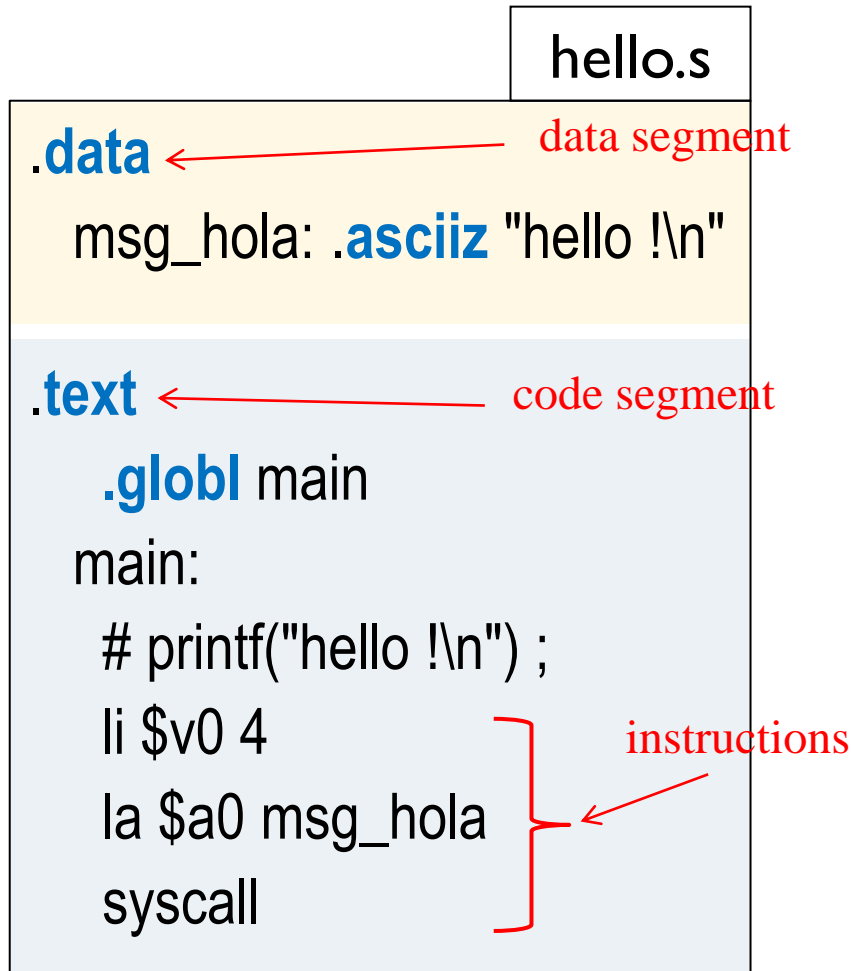 hello.s
.data
data segment
msg_hola: .asciiz "hello !\n"
.text
code segment
.globl main
main:
# printf("hello !\n") ;
li $v0 4
instructions
la $a0 msg_hola
syscall